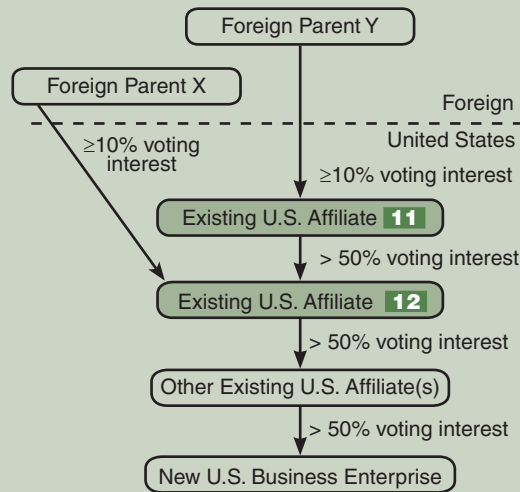 Foreign Parent Y
Foreign Parent X
Foreign
United States
≥10% voting
interest
≥10% voting interest
Existing U.S. Affiliate 11
> 50% voting interest
Existing U.S. Affiliate 12
> 50% voting interest
Other Existing U.S. Affiliate(s)
> 50% voting interest
New U.S. Business Enterprise